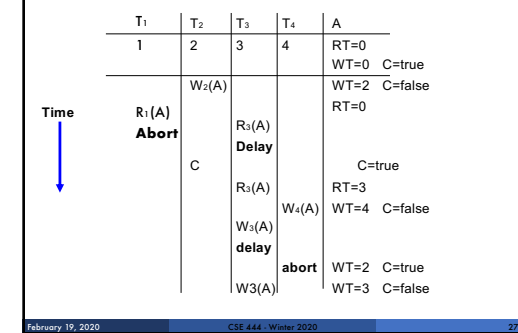 T1 T2 T3 T4 A
1 2 3 4 RT=0
WT=0 C=true
W2(A) WT=2 C=false
Time R1(A) RT=0
Abort R3(A)
Delay
C C=true
R3(A) RT=3
W4(A) WT=4 C=false
W3(A)
delay
abort WT=2 C=true
W3(A) WT=3 C=false
February 19, 2020 CSE 444 - Winter 2020 27